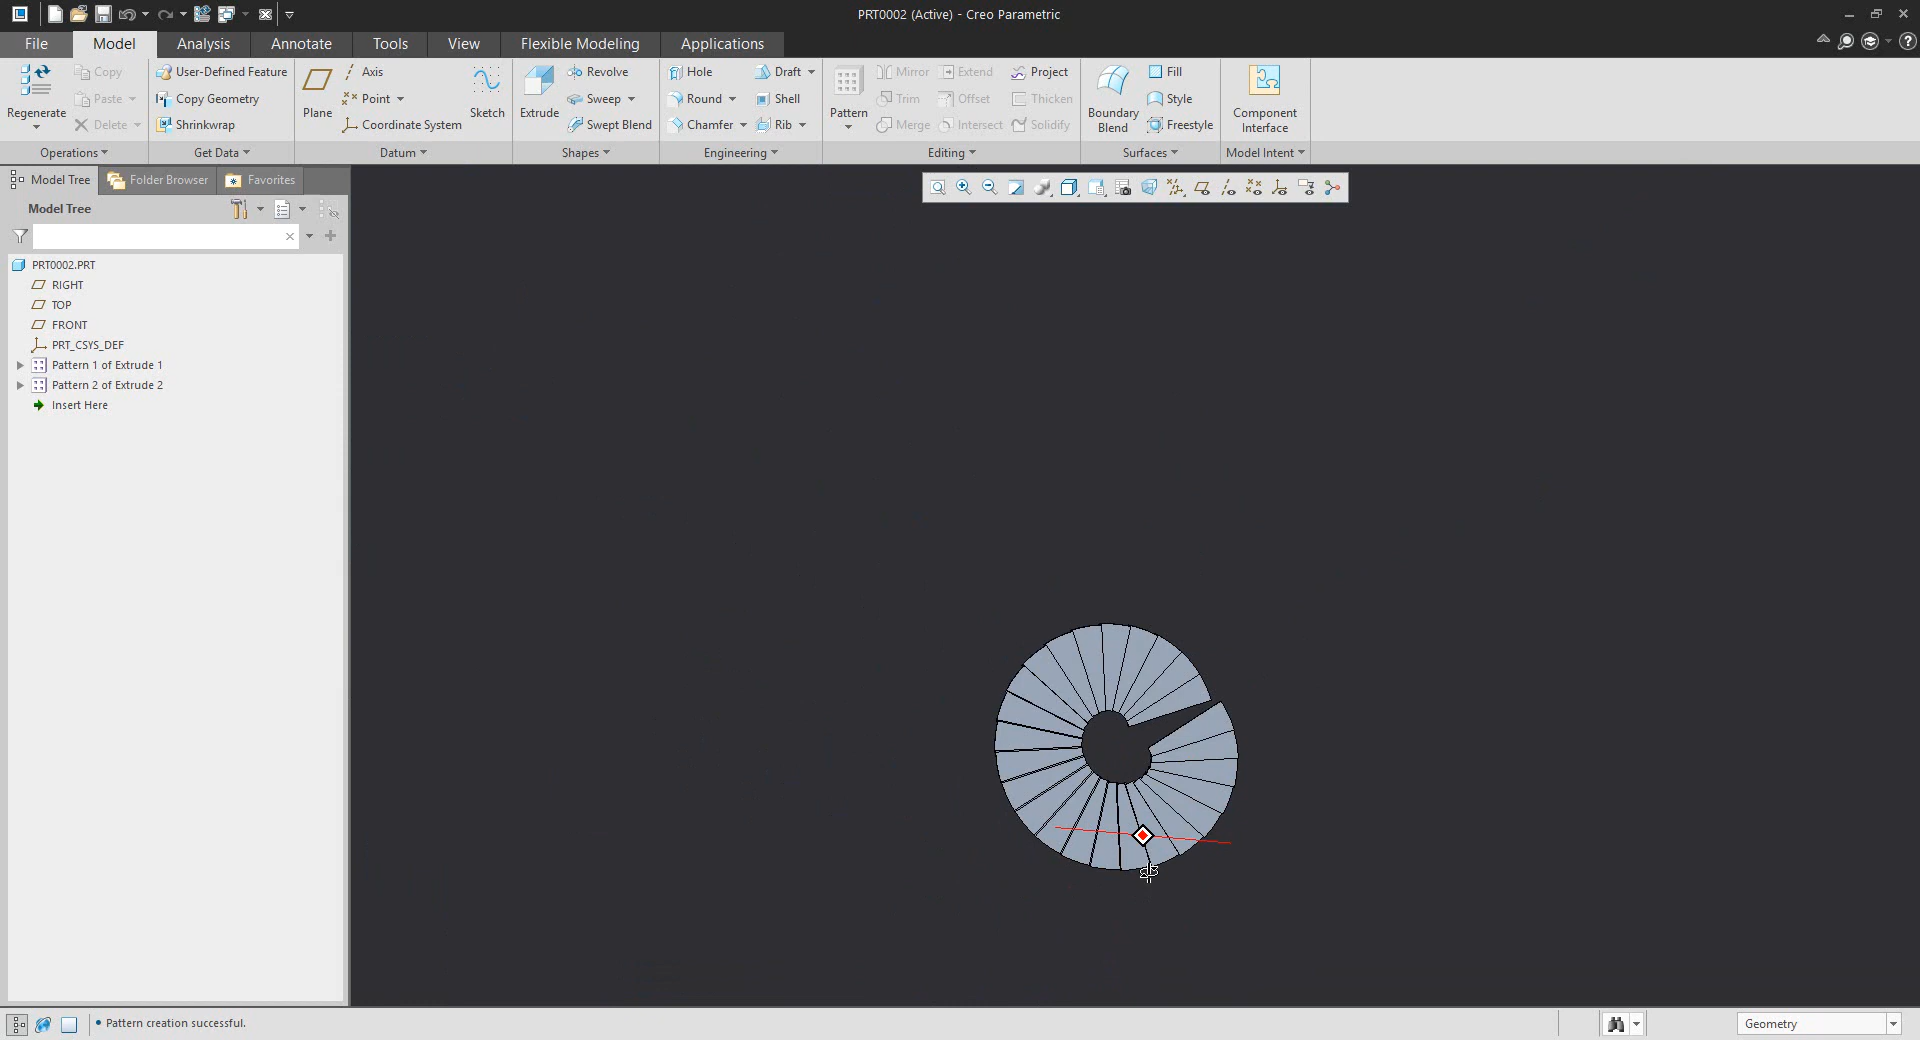 PRT0002 (Active) - Creo Parametric
File Model Analysis Annotate Tools View Flexible Modeling Applications
Regenerate
Copy
Paste
Delete
Operations
User-Defined Feature
Copy Geometry
Shrinkwrap
Get Data
Plane
Axis
Point
Coordinate System
Sketch
Datum
Extrude
Revolve
Sweep
Swept Blend
Shapes
Hole
Round
Chamfer
Draft
Shell
Rib
Engineering
Pattern
Mirror
Trim
Merge
Extend
Offset
Intersect
Project
Thicken
Solidify
Editing
Boundary
Blend
Fill
Style
Freestyle
Surfaces
Component
Interface
Model Intent
Model Tree Folder Browser Favorites
Model Tree
PRT0002.PRT
RIGHT
TOP
FRONT
PRT_CSYS_DEF
Pattern 1 of Extrude 1
Pattern 2 of Extrude 2
Insert Here
Pattern creation successful.
Geometry